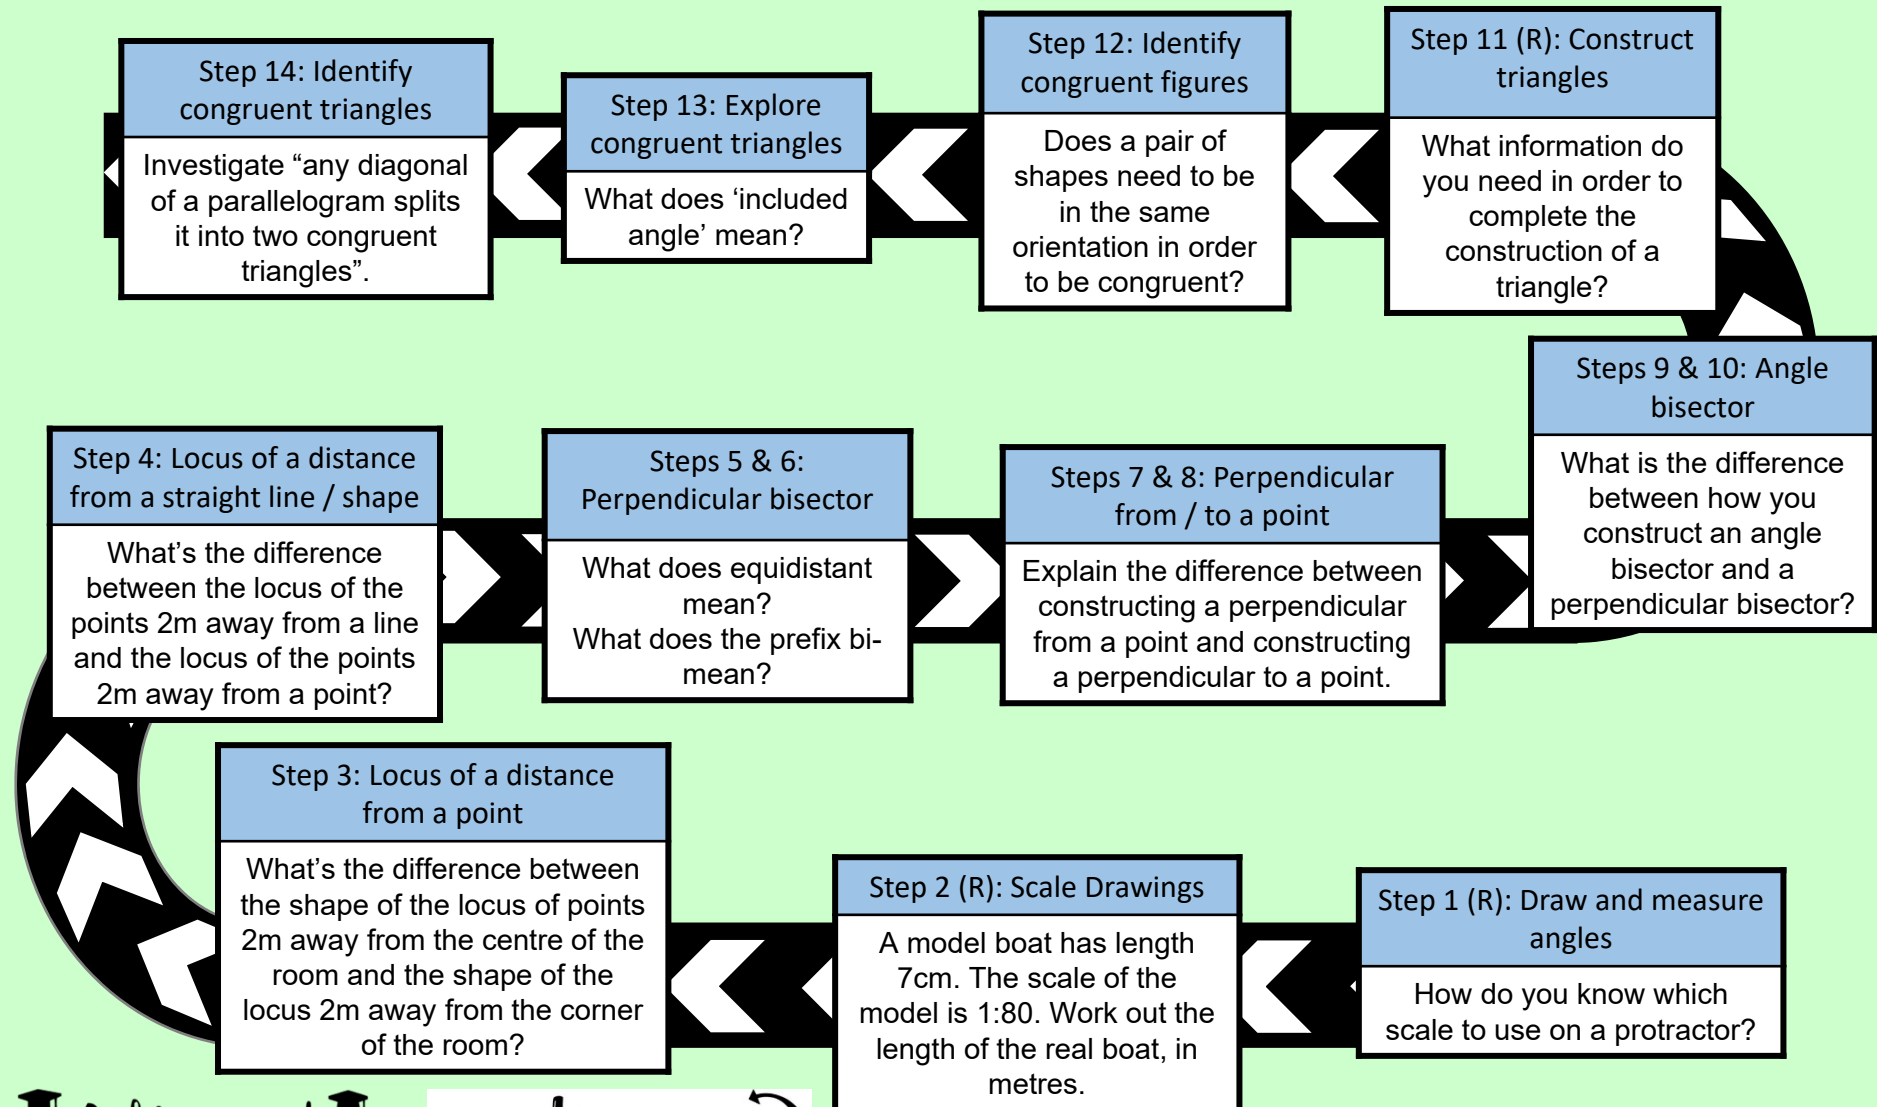 Step 14: Identify
congruent triangles
Investigate “any diagonal
of a parallelogram splits
it into two congruent
triangles”.
Step 13: Explore
congruent triangles
What does ‘included
angle’ mean?
Step 12: Identify
congruent figures
Does a pair of
shapes need to be
in the same
orientation in order
to be congruent?
Step 11 (R): Construct
triangles
What information do
you need in order to
complete the
construction of a
triangle?
Steps 9 & 10: Angle
bisector
What is the difference
between how you
construct an angle
bisector and a
perpendicular bisector?
Step 4: Locus of a distance
from a straight line / shape
What’s the difference
between the locus of the
points 2m away from a line
and the locus of the points
2m away from a point?
Steps 5 & 6:
Perpendicular bisector
What does equidistant
mean?
What does the prefix bi-
mean?
Steps 7 & 8: Perpendicular
from / to a point
Explain the difference between
constructing a perpendicular
from a point and constructing
a perpendicular to a point.
Step 3: Locus of a distance
from a point
What’s the difference between
the shape of the locus of points
2m away from the centre of the
room and the shape of the
locus 2m away from the corner
of the room?
Step 2 (R): Scale Drawings
A model boat has length
7cm. The scale of the
model is 1:80. Work out the
length of the real boat, in
metres.
Step 1 (R): Draw and measure
angles
How do you know which
scale to use on a protractor?